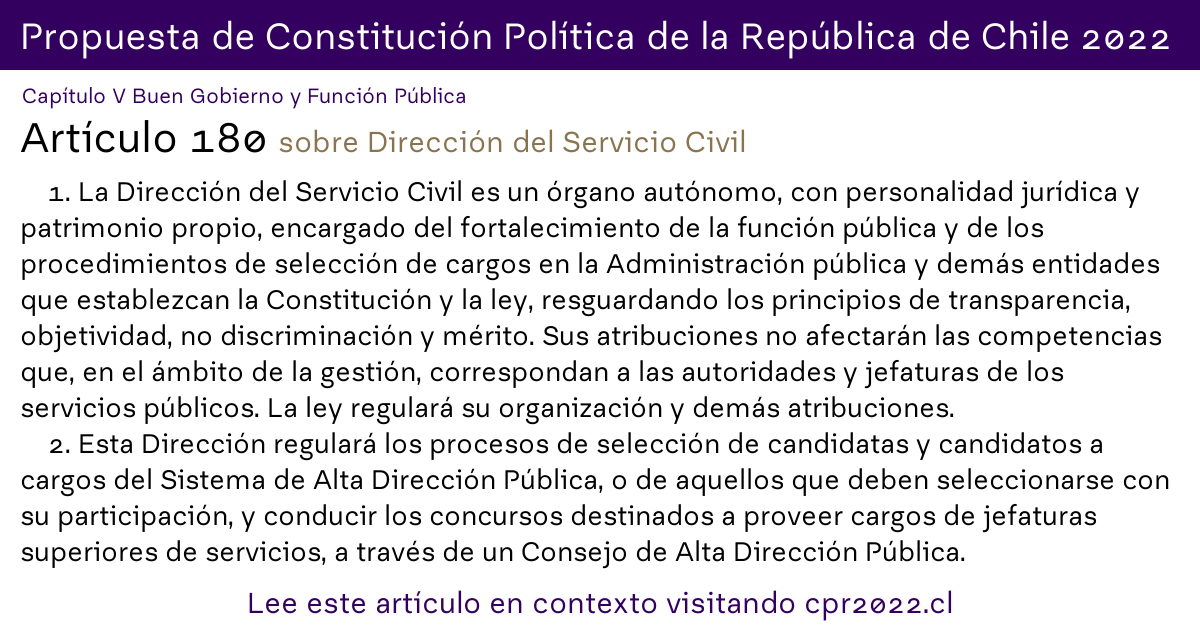 Propuesta de Constitución Política de la República de Chile 2022
Capítulo V Buen Gobierno y Función Pública
Artículo 180 sobre Dirección del Servicio Civil
1. La Dirección del Servicio Civil es un órgano autónomo, con personalidad jurídica y
patrimonio propio, encargado del fortalecimiento de la función pública y de los
procedimientos de selección de cargos en la Administración pública y demás entidades
que establezcan la Constitución y la ley, resguardando los principios de transparencia,
objetividad, no discriminación y mérito. Sus atribuciones no afectarán las competencias
que, en el ámbito de la gestión, correspondan a las autoridades y jefaturas de los
servicios públicos. La ley regulará su organización y demás atribuciones.
2. Esta Dirección regulará los procesos de selección de candidatas y candidatos a
cargos del Sistema de Alta Dirección Pública, o de aquellos que deben seleccionarse con
su participación, y conducir los concursos destinados a proveer cargos de jefaturas
superiores de servicios, a través de un Consejo de Alta Dirección Pública.
Lee este artículo en contexto visitando cpr2022.cl